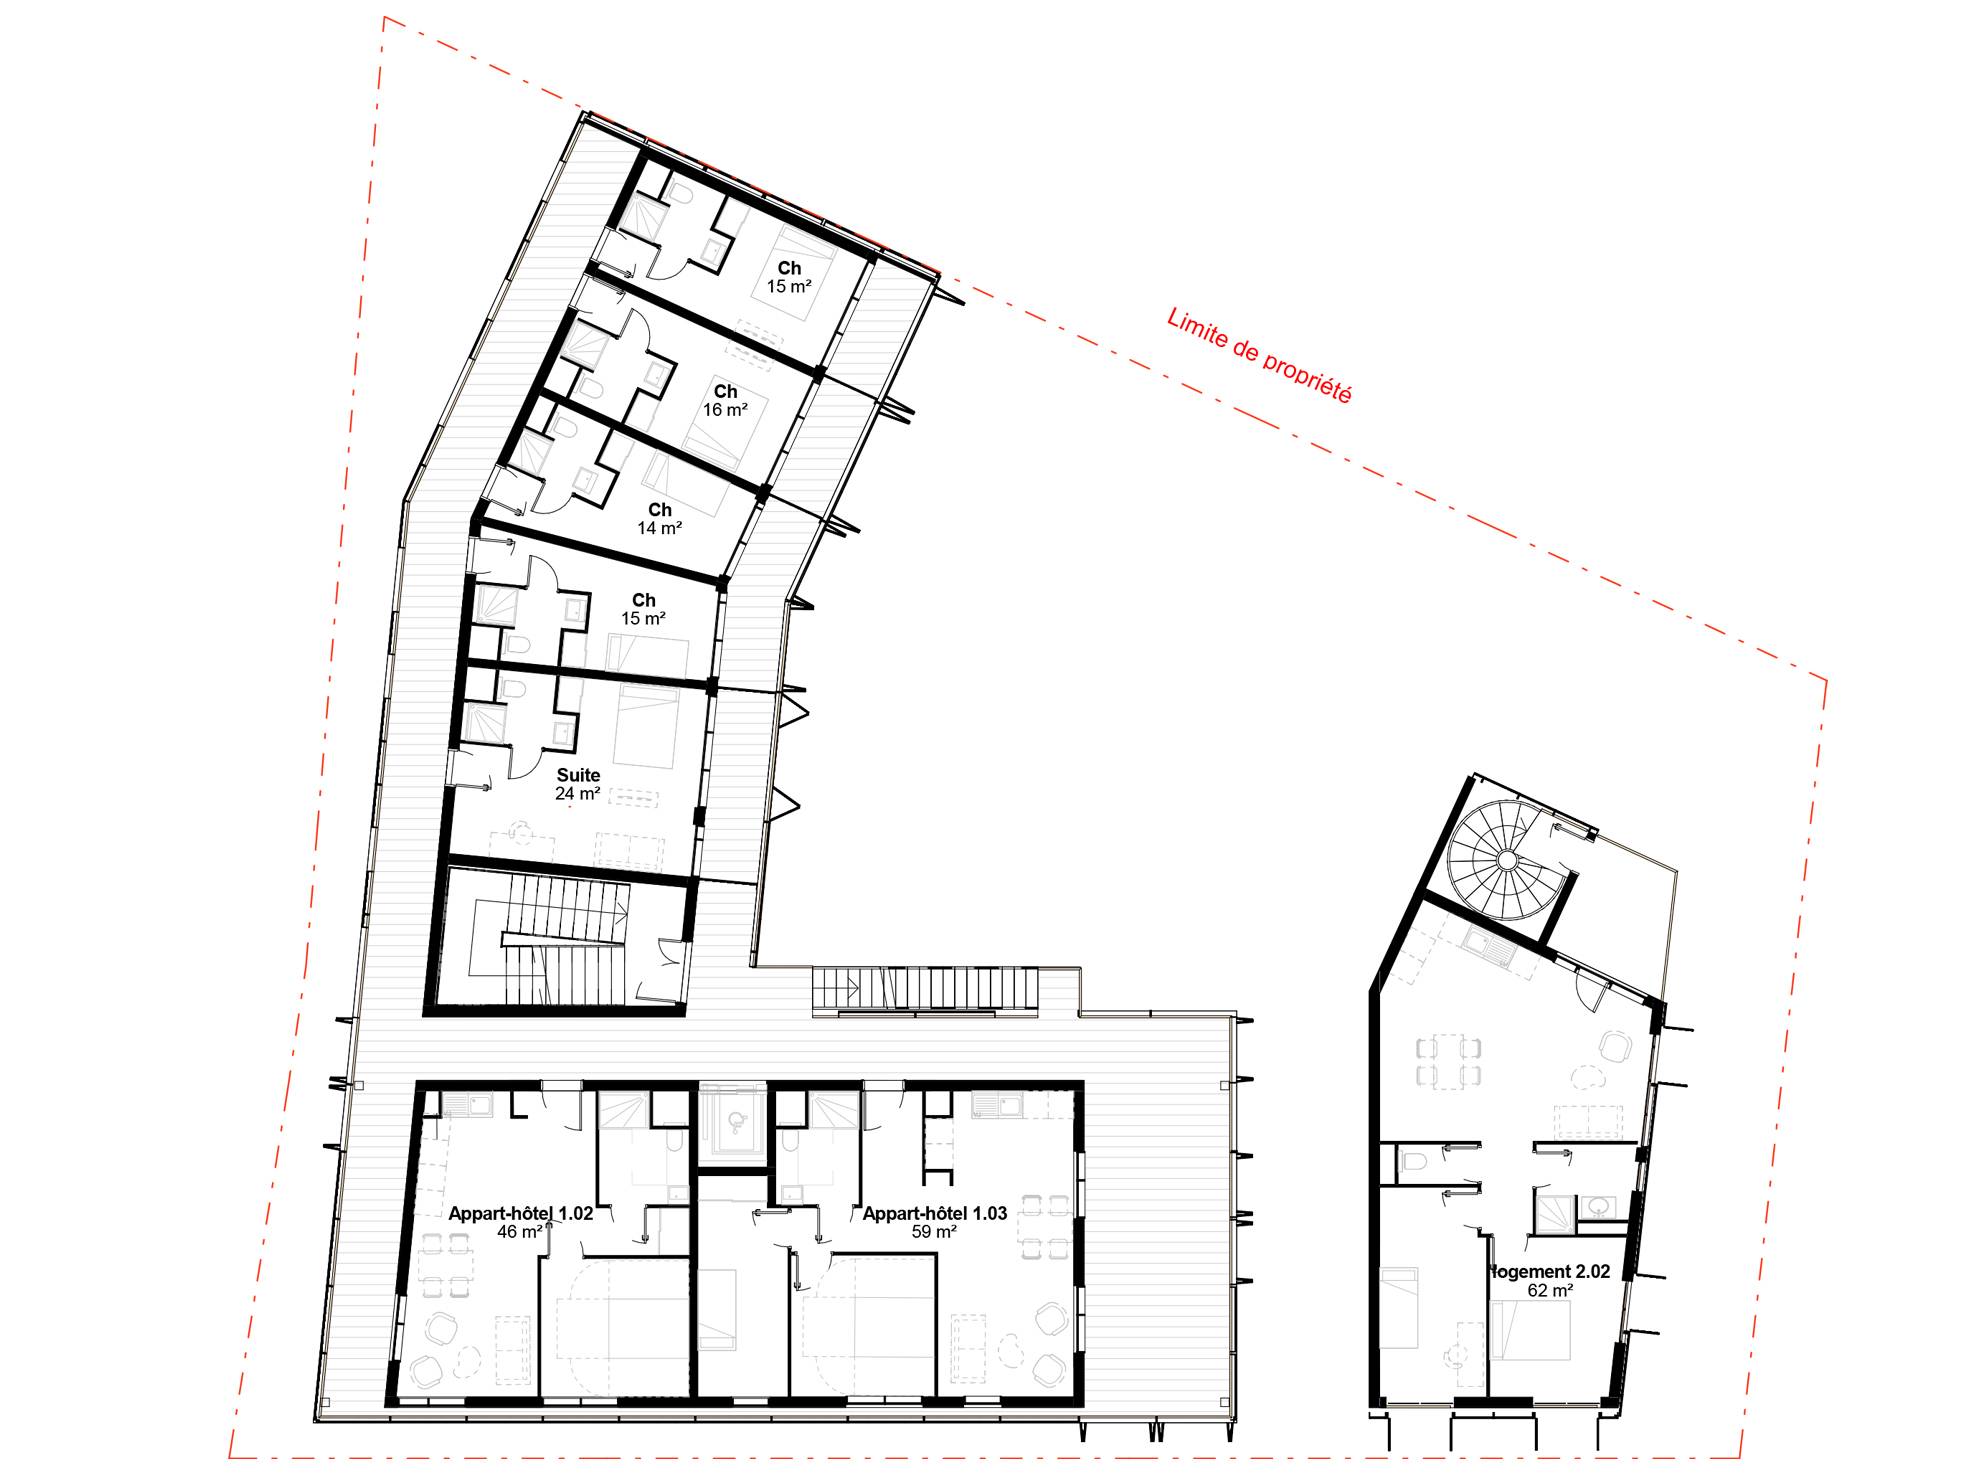 Limite de propriété
Ch
15 m²
Ch
16 m²
Ch
14 m²
Ch
15 m²
Suite
24 m²
Appart-hôtel 1.02
46 m²
Appart-hôtel 1.03
59 m²
logement 2.02
62 m²